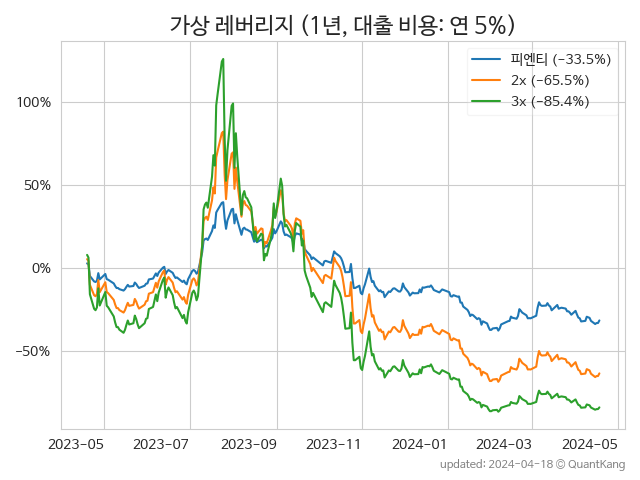 가상 레버리지 (1년, 대출 비용: 연 5%)
피엔티 (-33.5%)
2x (-65.5%)
3x (-85.4%)
100%
50%
0%
-50%
2023-05 2023-07 2023-09 2023-11 2024-01 2024-03 2024-05
updated: 2024-04-18 © QuantKang